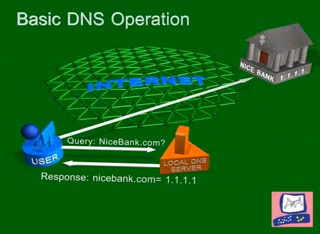 Basic DNS Operation
NICE BANK
1.1.1.1
INTERNET
Query: NiceBank.com?
USER
LOCAL DNS
SERVER
Response: nicebank.com= 1.1.1.1